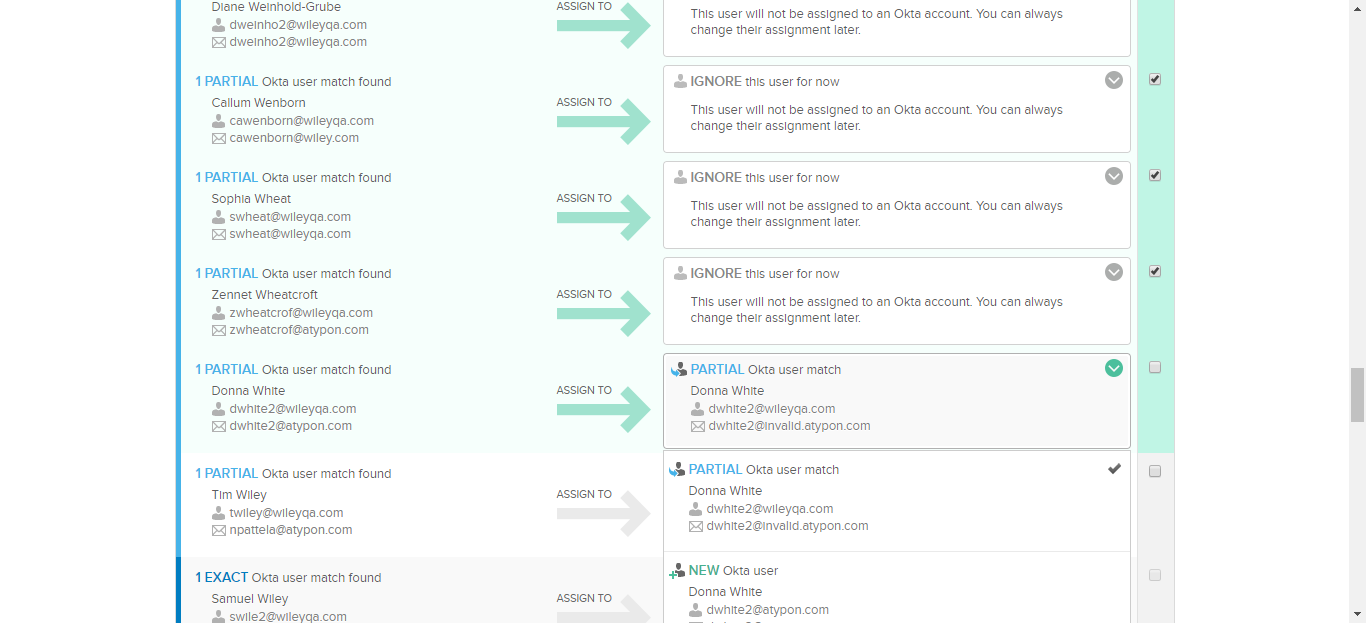 Diane Weinhold-Grube
dweinho2@wileyqa.com
dweinho2@wileyqa.com
ASSIGN TO
This user will not be assigned to an Okta account. You can always
change their assignment later.
1 PARTIAL Okta user match found
Callum Wenborn
cawenborn@wileyqa.com
cawenborn@wiley.com
ASSIGN TO
IGNORE this user for now
This user will not be assigned to an Okta account. You can always
change their assignment later.
1 PARTIAL Okta user match found
Sophia Wheat
swheat@wileyqa.com
swheat@wileyqa.com
ASSIGN TO
IGNORE this user for now
This user will not be assigned to an Okta account. You can always
change their assignment later.
1 PARTIAL Okta user match found
Zennet Wheatcroft
zwheatcrof@wileyqa.com
zwheatcrof@atypon.com
ASSIGN TO
IGNORE this user for now
This user will not be assigned to an Okta account. You can always
change their assignment later.
1 PARTIAL Okta user match found
Donna White
dwhite2@wileyqa.com
dwhite2@atypon.com
ASSIGN TO
PARTIAL Okta user match
Donna White
dwhite2@wileyqa.com
dwhite2@invalid.atypon.com
1 PARTIAL Okta user match found
Tim Wiley
twiley@wileyqa.com
npattela@atypon.com
ASSIGN TO
PARTIAL Okta user match
Donna White
dwhite2@wileyqa.com
dwhite2@invalid.atypon.com
1 EXACT Okta user match found
Samuel Wiley
swile2@wileyqa.com
ASSIGN TO
NEW Okta user
Donna White
dwhite2@atypon.com